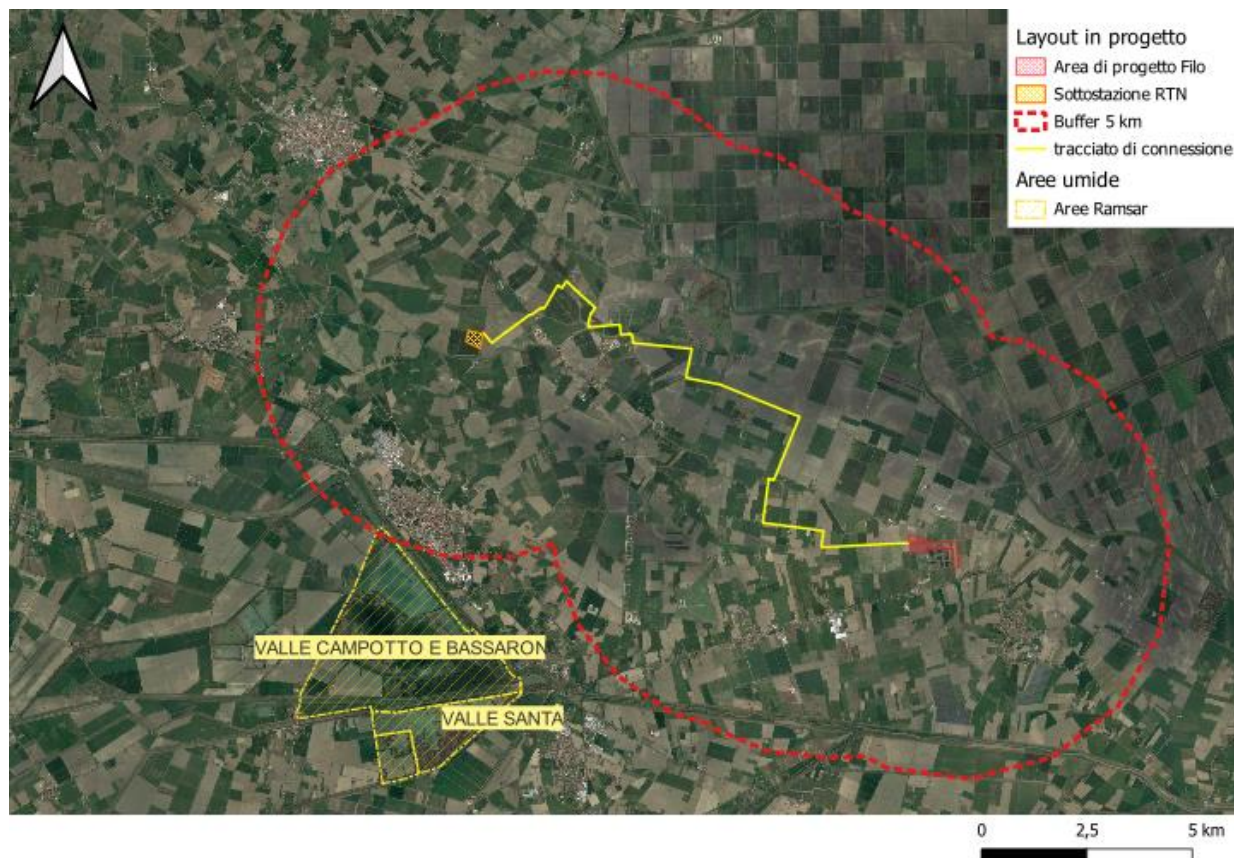 Layout in progetto
Area di progetto Filo
Sottostazione RTN
Buffer 5 km
tracciato di connessione
Aree umide
Aree Ramsar
VALLE CAMPOTTO E BASSARON
VALLE SANTA
0 2,5 5 km